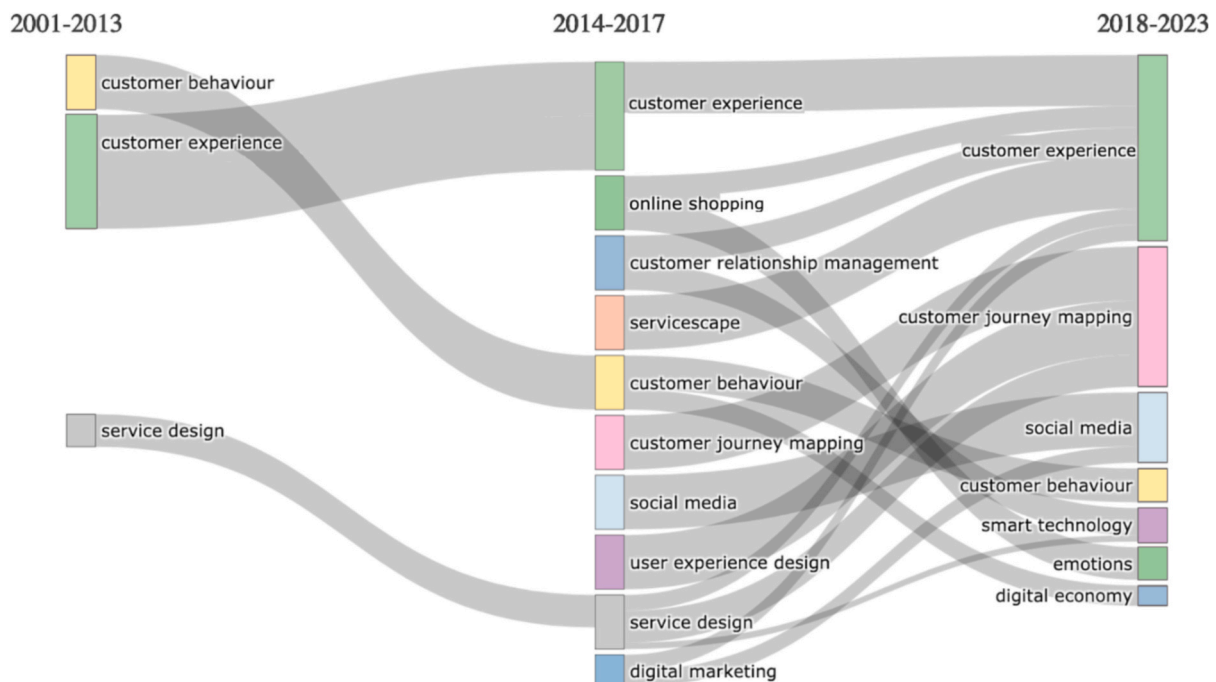 2001-2013
2014-2017
2018-2023
customer behaviour
customer experience
service design
customer experience
online shopping
customer relationship management
servicescape
customer behaviour
customer journey mapping
social media
user experience design
service design
digital marketing
customer experience
customer journey mapping
social media
customer behaviour
smart technology
emotions
digital economy